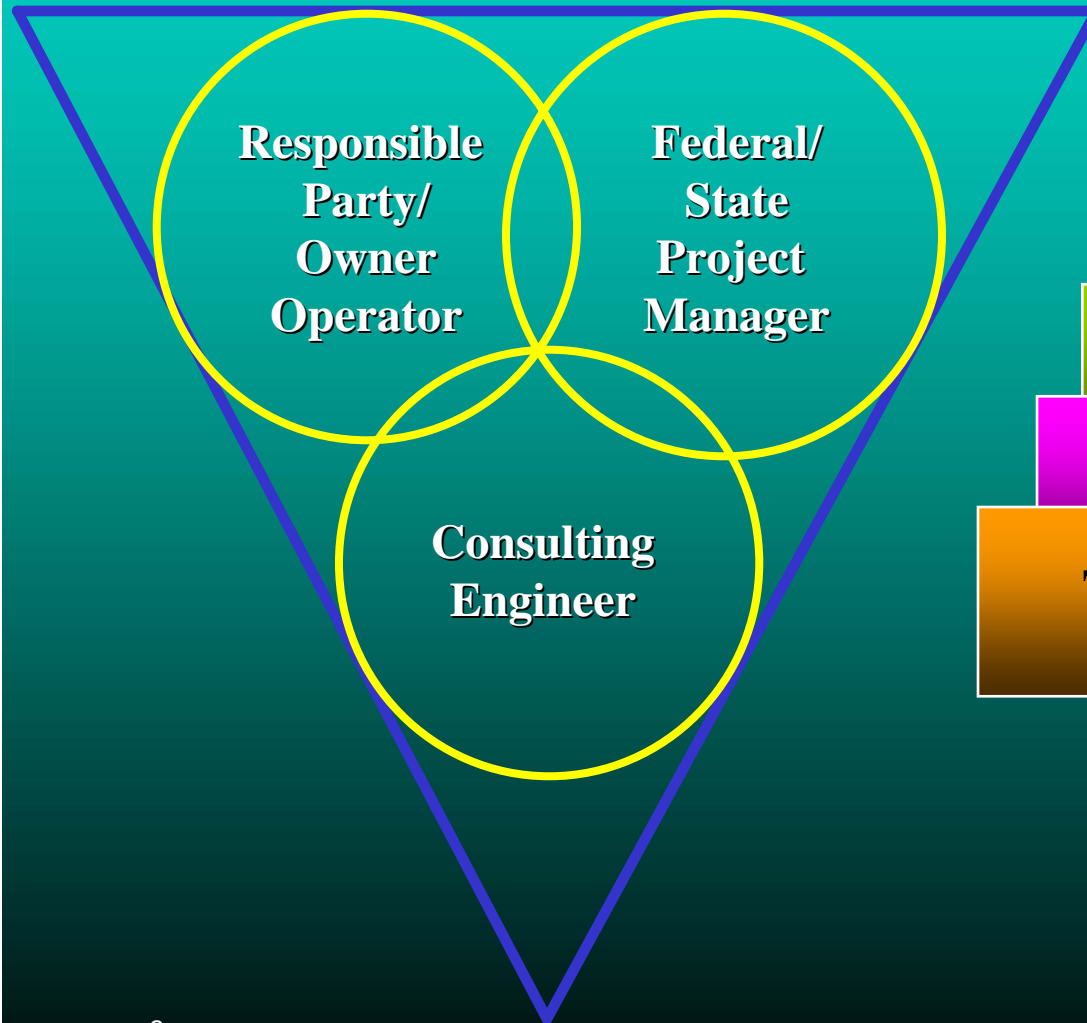 Responsible
Party/
Owner
Operator
Federal/
State
Project
Manager
Consulting
Engineer